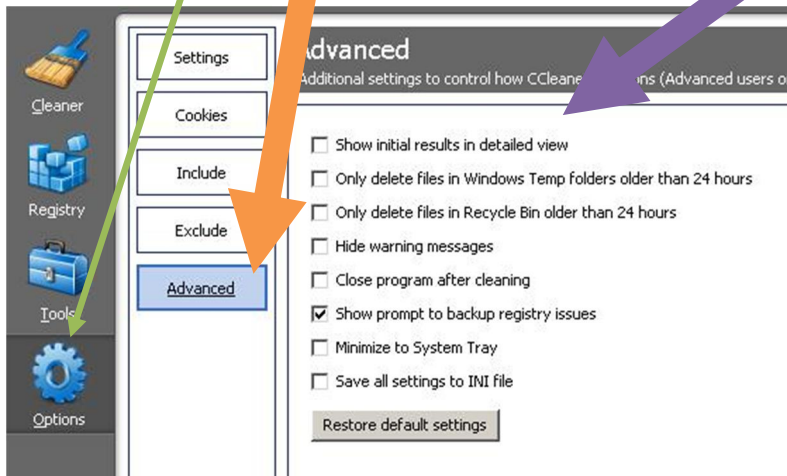 Cleaner
Registry
Tools
Options
Settings
Cookies
Include
Exclude
Advanced
Advanced
Additional settings to control how CCleaner (Advanced users
Show initial results in detailed view
Only delete files in Windows Temp folders older than 24 hours
Only delete files in Recycle Bin older than 24 hours
Hide warning messages
Close program after cleaning
Show prompt to backup registry issues
Minimize to System Tray
Save all settings to INI file
Restore default settings